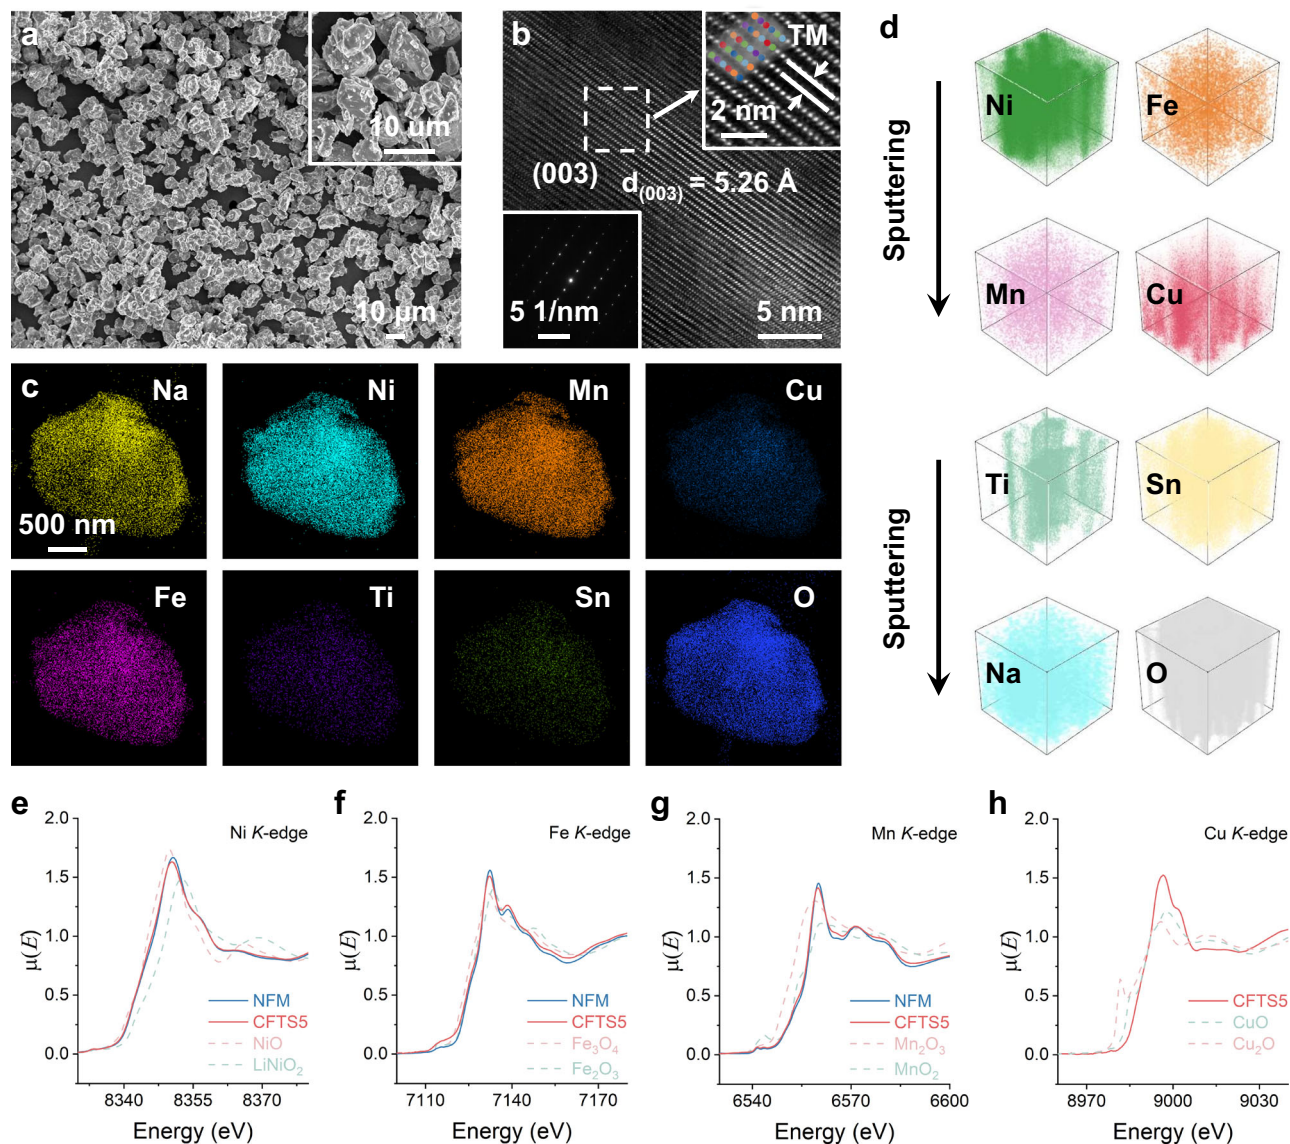 a
10 um
10 μm
b
TM
2 nm
(003)
d(003) = 5.26 Å
5 1/nm
5 nm
c
Na
Ni
Mn
Cu
500 nm
Fe
Ti
Sn
O
d
Sputtering
Ni
Fe
Mn
Cu
Sputtering
Ti
Sn
Na
O
e
2.0
1.5
1.0
0.5
0.0
μ(E)
Ni K-edge
NFM
CFTS5
NiO
LiNiO2
8340
8355
8370
Energy (eV)
f
2.0
1.5
1.0
0.5
0.0
μ(E)
Fe K-edge
NFM
CFTS5
Fe3O4
Fe2O3
7110
7140
7170
Energy (eV)
g
2.0
1.5
1.0
0.5
0.0
μ(E)
Mn K-edge
NFM
CFTS5
Mn2O3
MnO2
6540
6570
6600
Energy (eV)
h
2.0
1.5
1.0
0.5
0.0
μ(E)
Cu K-edge
CFTS5
CuO
Cu2O
8970
9000
9030
Energy (eV)